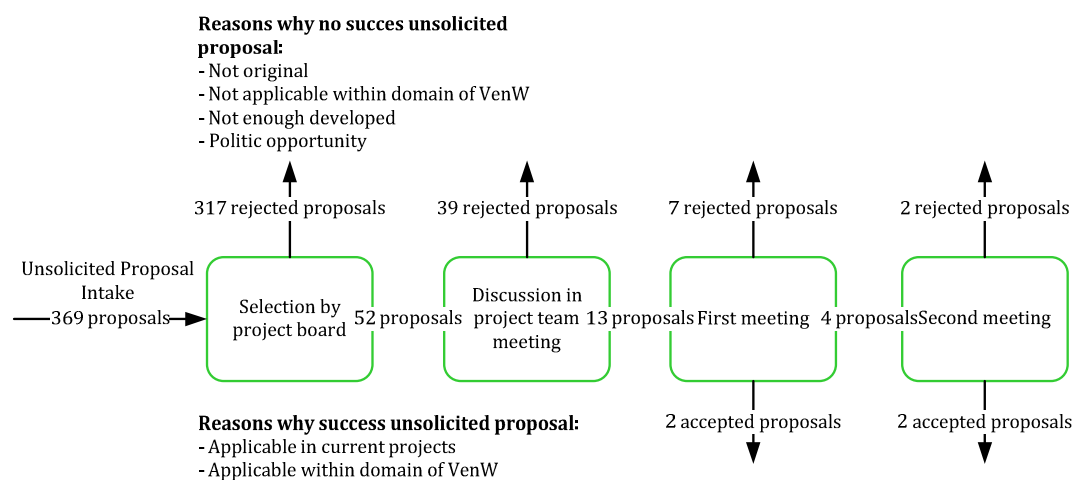 Reasons why no succes unsolicited
proposal:
- Not original
- Not applicable within domain of VenW
- Not enough developed
- Politic opportunity
317 rejected proposals
39 rejected proposals
7 rejected proposals
2 rejected proposals
Unsolicited Proposal
Intake
369 proposals
Selection by
project board
52 proposals
Discussion in
project team
meeting
13 proposals
First meeting
4 proposals
Second meeting
2 accepted proposals
2 accepted proposals
Reasons why success unsolicited proposal:
- Applicable in current projects
- Applicable within domain of VenW